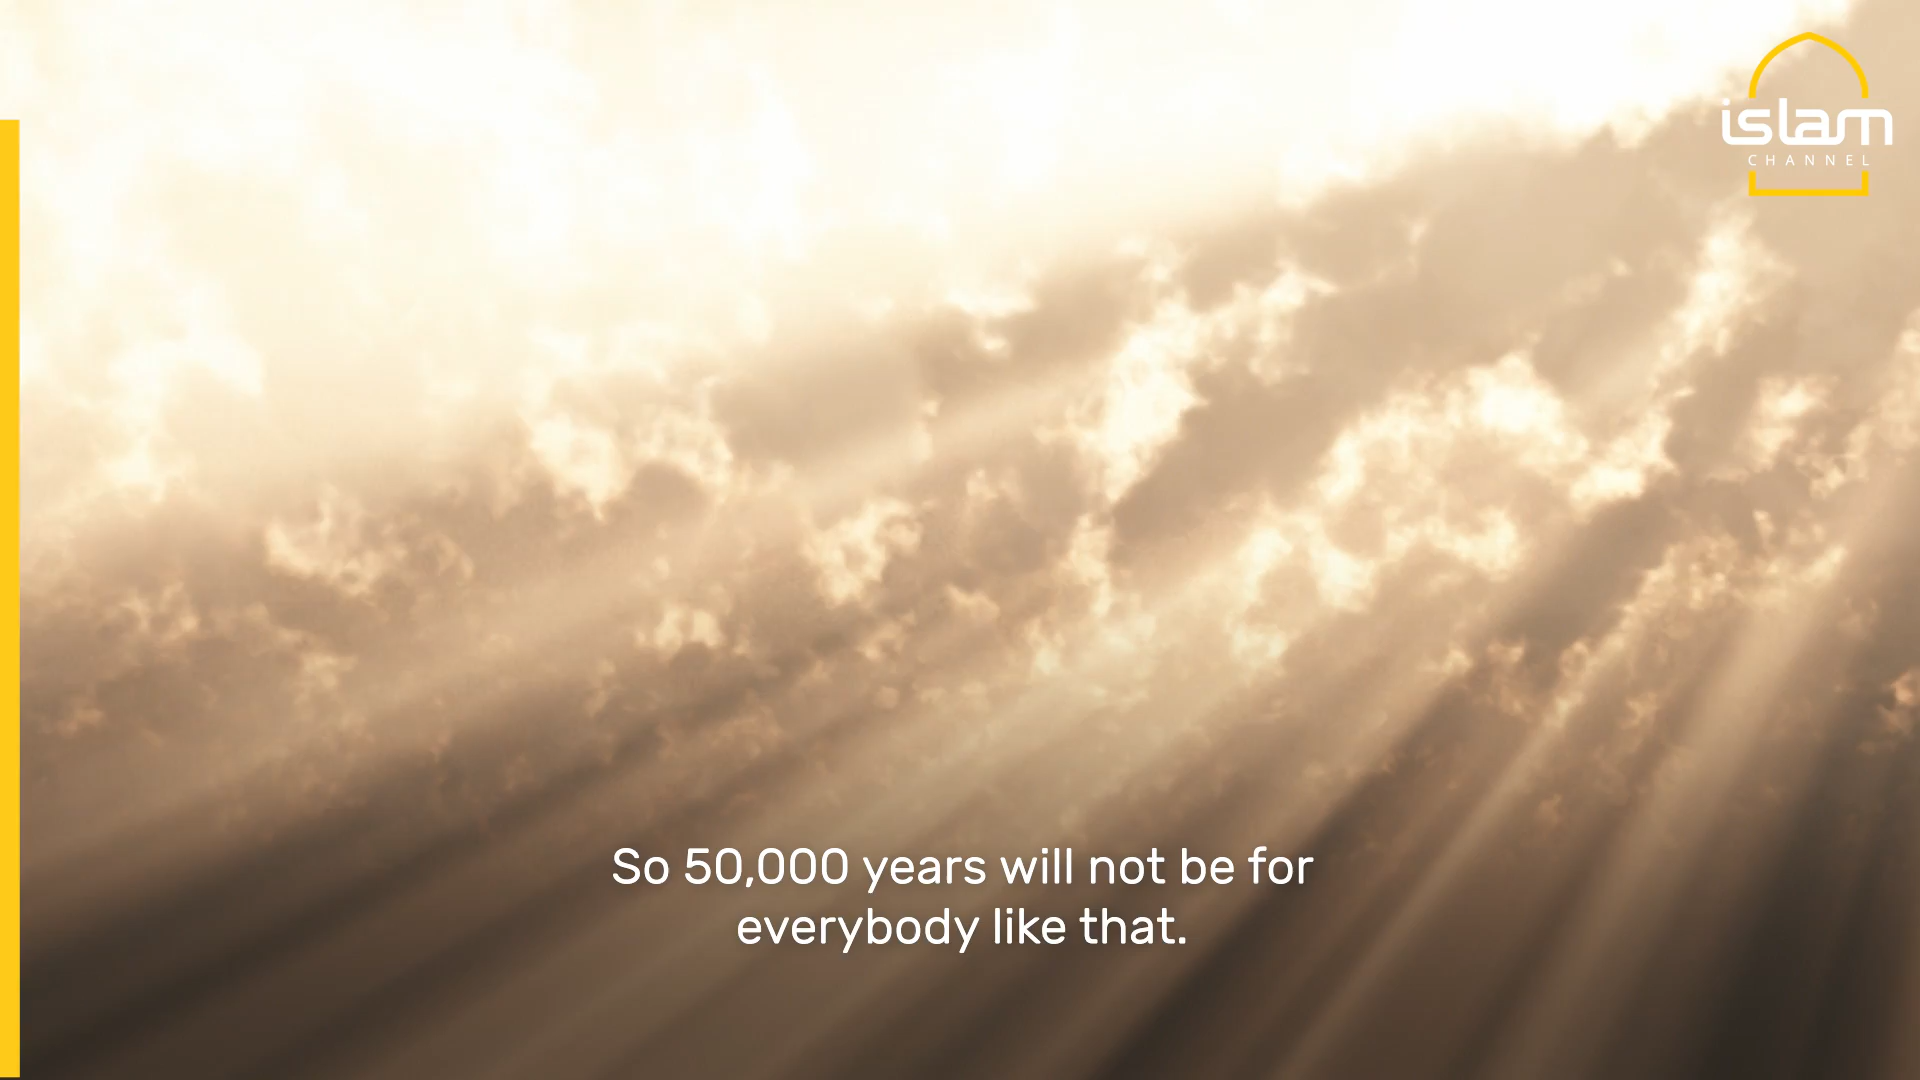 islam
CHANNEL
So 50,000 years will not be for
everybody like that.